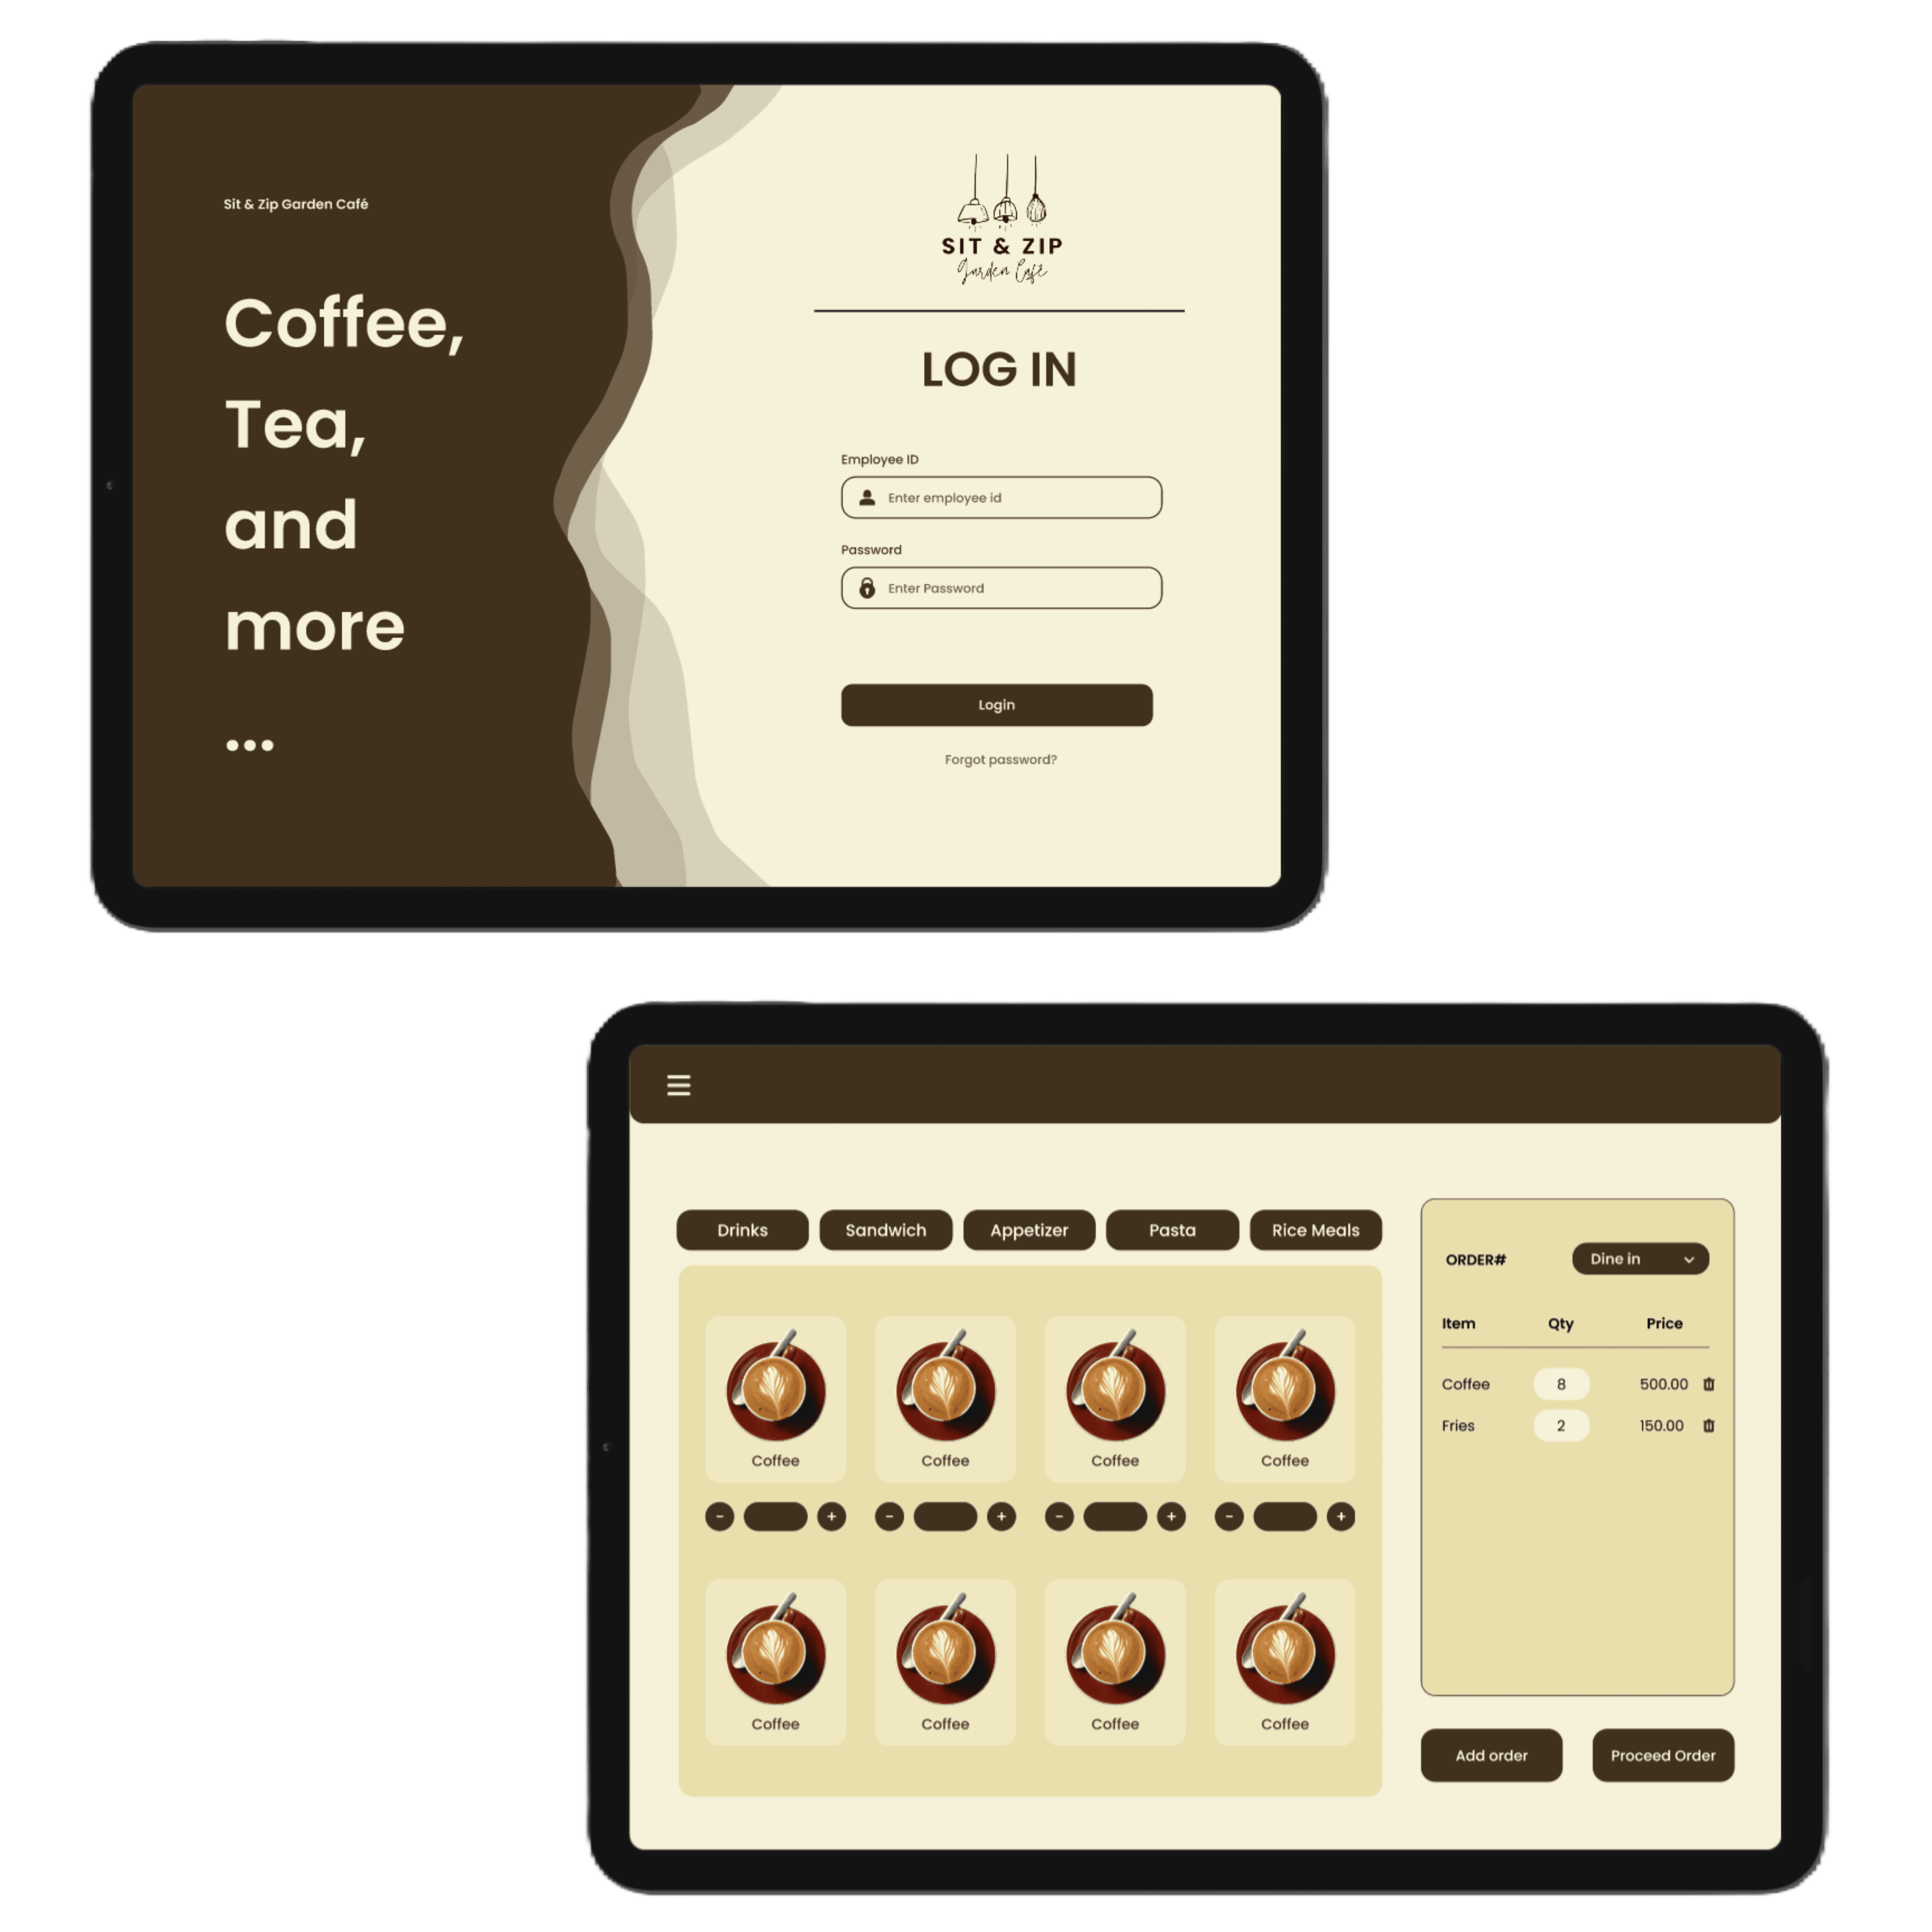 Sit & Zip Garden Café
Coffee,
Tea,
and
more
...
SIT & ZIP
Garden Café
LOG IN
Employee ID
Enter employee id
Password
Enter Password
Login
Forgot password?
Drinks
Sandwich
Appetizer
Pasta
Rice Meals
Coffee
Coffee
Coffee
Coffee
- +
- +
- +
- +
Coffee
Coffee
Coffee
Coffee
ORDER#
Dine in
Item Qty Price
Coffee 8 500.00
Fries 2 150.00
Add order
Proceed Order